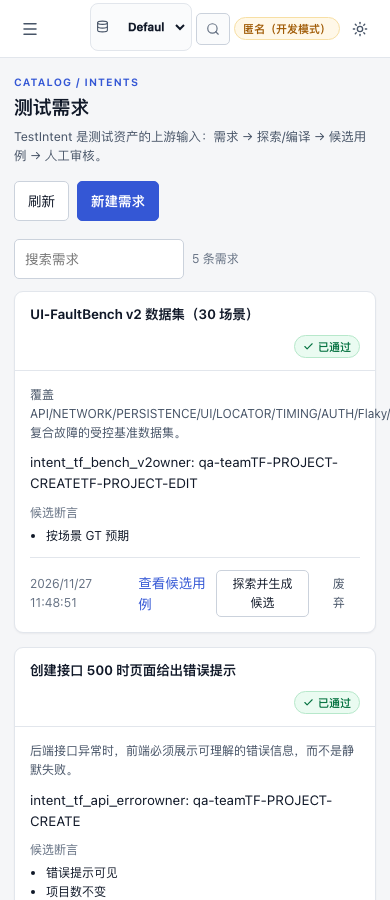 Defaul
匿名（开发模式）
CATALOG / INTENTS
测试需求
TestIntent 是测试资产的上游输入：需求 → 探索/编译 → 候选用
例 → 人工审核。
刷新
新建需求
搜索需求
5 条需求
UI-FaultBench v2 数据集（30 场景）
已通过
覆盖
API/NETWORK/PERSISTENCE/UI/LOCATOR/TIMING/AUTH/Flaky/
复合故障的受控基准数据集。
intent_tf_bench_v2owner: qa-teamTF-PROJECT-
CREATETF-PROJECT-EDIT
候选断言
按场景 GT 预期
2026/11/27
11:48:51
查看候选用
例
探索并生成
候选
废
弃
创建接口 500 时页面给出错误提示
已通过
后端接口异常时，前端必须展示可理解的错误信息，而不是静
默失败。
intent_tf_api_errorowner: qa-teamTF-PROJECT-
CREATE
候选断言
错误提示可见
项目数不变